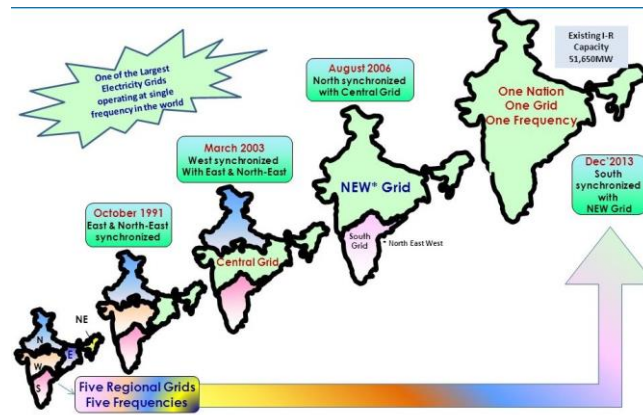 One of the Largest
Electricity Grids
operating at single
frequency in the world
October 1991
East & North-East
synchronized
March 2003
West synchronized
With East & North-East
August 2006
North synchronized
with Central Grid
Existing I-R
Capacity
51,650MW
One Nation
One Grid
One Frequency
Dec'2013
South
synchronized
with
NEW Grid
NEW* Grid
South
Grid
* North East West
Central Grid
N
NE
E
W
S
Five Regional Grids
Five Frequencies